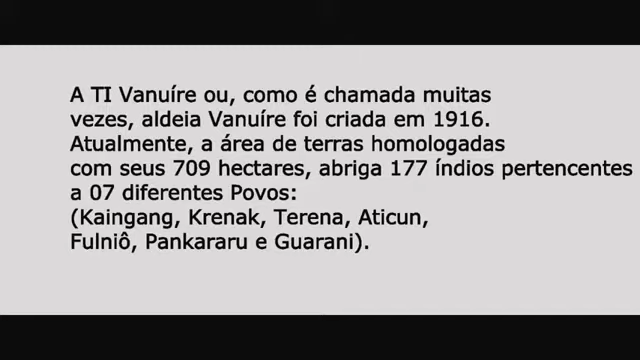 A TI Vanuíre ou, como é chamada muitas
vezes, aldeia Vanuíre foi criada em 1916.
Atualmente, a área de terras homologadas
com seus 709 hectares, abriga 177 índios pertencentes
a 07 diferentes Povos:
(Kaingang, Krenak, Terena, Aticun,
Fulniô, Pankararu e Guarani).